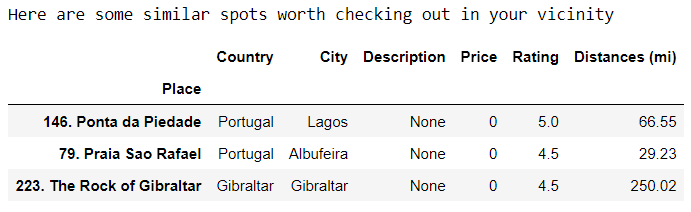 Here are some similar spots worth checking out in your vicinity
Country City Description Price Rating Distances (mi)
Place
146. Ponta da Piedade Portugal Lagos None 0 5.0 66.55
79. Praia Sao Rafael Portugal Albufeira None 0 4.5 29.23
223. The Rock of Gibraltar Gibraltar Gibraltar None 0 4.5 250.02